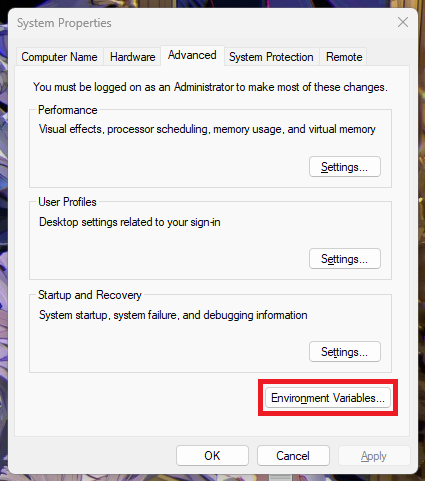 System Properties
Computer Name Hardware Advanced System Protection Remote
You must be logged on as an Administrator to make most of these changes.
Performance
Visual effects, processor scheduling, memory usage, and virtual memory
Settings...
User Profiles
Desktop settings related to your sign-in
Settings...
Startup and Recovery
System startup, system failure, and debugging information
Settings...
Environment Variables...
OK Cancel Apply